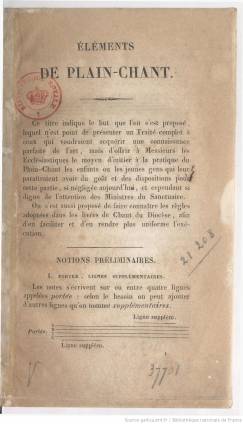 ÉLÉMENTS
DE PLAIN-CHANT.
Ce titre indique le but que l'on s'est proposé,
lequel n'est point de présenter un Traité complet à
ceux qui voudraient acquérir une connaissance
parfaite de l'art, mais d'offrir à Messieurs les
Ecclésiastiques le moyen d'initier à la pratique du
Plain-Chant les enfants ou les jeunes gens qui leur
paraîtraient avoir du goût et des dispositions pour
cette partie, si négligée aujourd'hui, et cependant si
digne de l'attention des Ministres du Sanctuaire.
On s'est aussi proposé de faire connaître les règles
adoptées dans les livres de Chant du Diocèse, afin
d'en faciliter et d'en rendre plus uniforme l'exé-
cution.
21208
NOTIONS PRÉLIMINAIRES.
I. PORTÉE, LIGNES SUPPLÉMENTAIRES.
Les notes s'écrivent sur ou entre quatre lignes
appelées portée : selon le besoin on peut ajouter
d'autres lignes qu'on nomme supplémentaires.
Ligne supplém.
Portée.
Ligne supplém.
V
37701
Source gallica.bnf.fr / Bibliothèque nationale de France